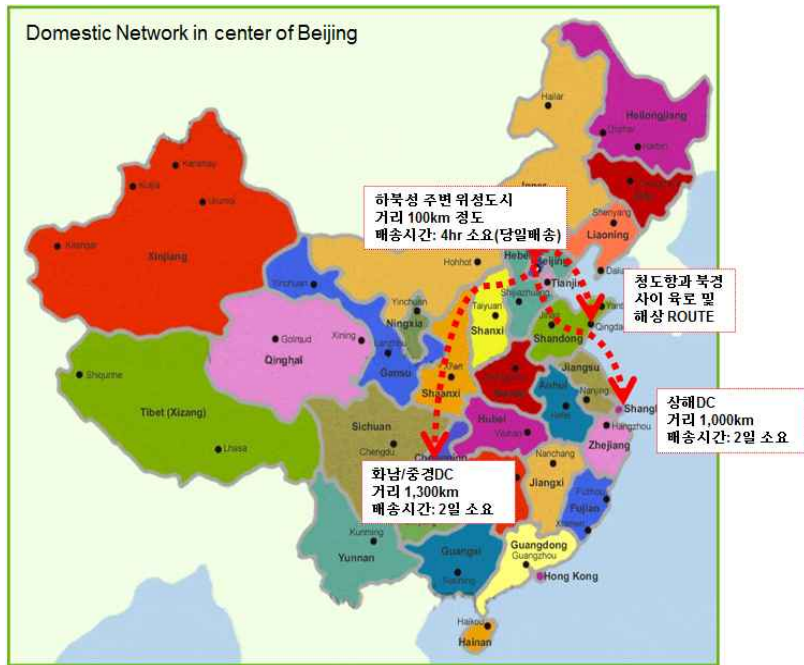 Domestic Network in center of Beijing
Hailar
Heilongjiang
Qiqihar
Harbin
하북성 주변 위성도시
거리 100km 정도
배송시간: 4hr 소요(당일배송)
Shenyang
Liaoning
Karamay
Urumqi
Kashgar
Xinjiang
Hohhot
Hebei
Beijing
Tianjin
Shijiazhuang
청도항과 북경
사이 육로 및
해상 ROUTE
Yinchuan
Yinchuan
Ningxia
Taiyuan
Shanxi
Shandong
Golmud
Xining
Qinghai
Lanzhou
Gansu
Shaanxi
Jiangsu
Anhui
Nanjing
Shiqurme
Tibet (Xizang)
Lhasa
Sichuan
Chengdu
Hubei
Wuhan
Hangzhou
Zhejiang
상해DC
거리 1,000km
배송시간: 2일 소요
화남/중경DC
거리 1,300km
배송시간: 2일 소요
Nanchang
Jiangxi
Fuzhou
Fujian
Xiamen
Kunming
Yunnan
Guangxi
Nanning
Guangdong
Guangzhou
Hong Kong
Haikou
Hainan